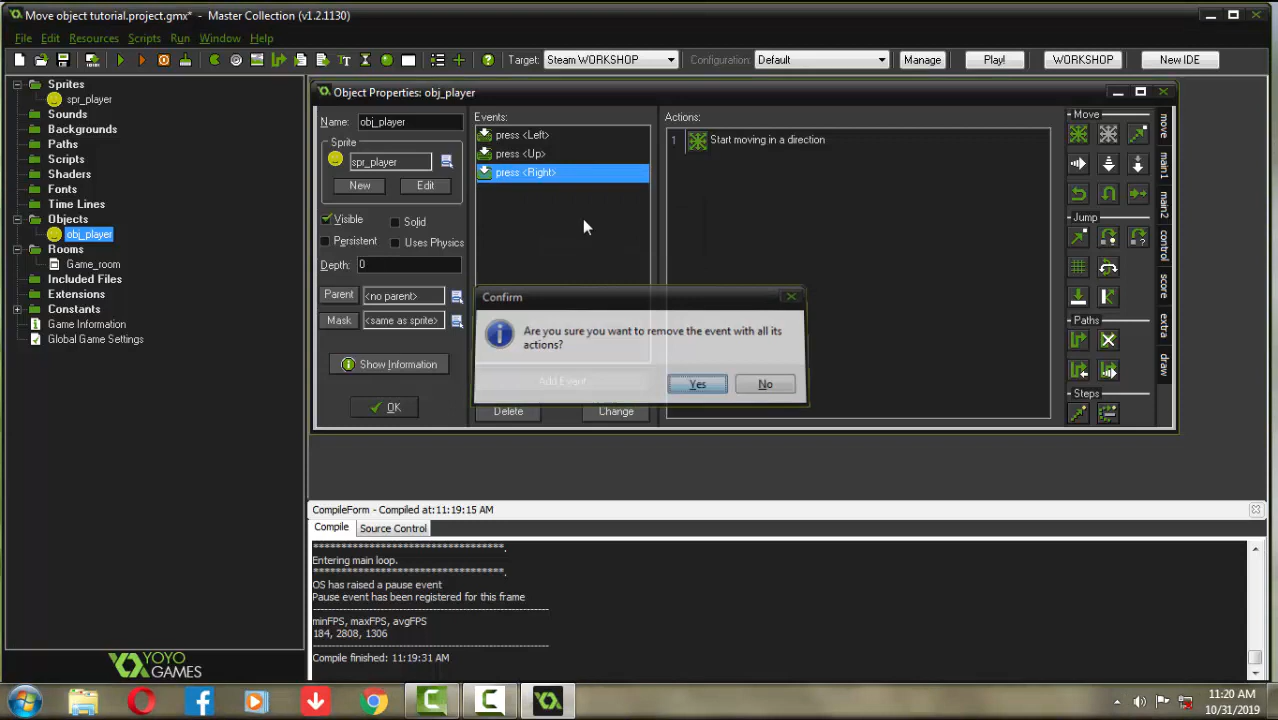 Move object tutorial.project.gmx* - Master Collection (v1.2.1130)
File Edit Resources Scripts Run Window Help
Target: Steam WORKSHOP Configuration: Default Manage Play! WORKSHOP New IDE
Sprites
spr_player
Sounds
Backgrounds
Paths
Scripts
Shaders
Fonts
Time Lines
Objects
obj_player
Rooms
Game_room
Included Files
Extensions
Constants
Game Information
Global Game Settings
YOYO
GAMES
Object Properties: obj_player
Name: obj_player
Sprite
spr_player
New Edit
Visible Solid
Persistent Uses Physics
Depth: 0
Parent <no parent>
Mask <same as sprite>
Show Information
OK
Events:
press <Left>
press <Up>
press <Right>
Add Event
Delete Change
Actions:
1 Start moving in a direction
Confirm
Are you sure you want to remove the event with all its
actions?
Yes No
Move
Jump
Paths
Steps
move
main1
main2
control
score
extra
draw
CompileForm - Compiled at:11:19:15 AM
Compile Source Control
***************************************.
Entering main loop.
***************************************.
OS has raised a pause event
Pause event has been registered for this frame
minFPS, maxFPS, avgFPS
184, 2808, 1306
Compile finished: 11:19:31 AM
11:20 AM
10/31/2019